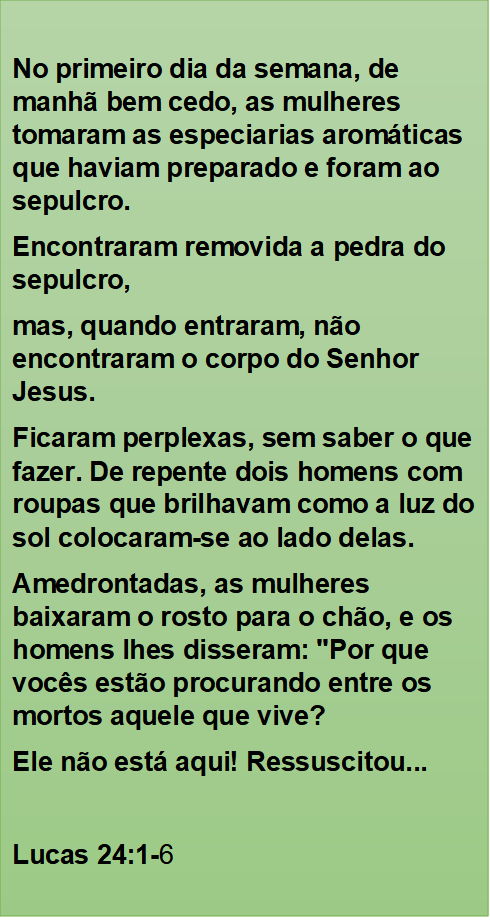 No primeiro dia da semana, de
manhã bem cedo, as mulheres
tomaram as especiarias aromáticas
que haviam preparado e foram ao
sepulcro.
Encontraram removida a pedra do
sepulcro,
mas, quando entraram, não
encontraram o corpo do Senhor
Jesus.
Ficaram perplexas, sem saber o que
fazer. De repente dois homens com
roupas que brilhavam como a luz do
sol colocaram-se ao lado delas.
Amedrontadas, as mulheres
baixaram o rosto para o chão, e os
homens lhes disseram: "Por que
vocês estão procurando entre os
mortos aquele que vive?
Ele não está aqui! Ressuscitou...
Lucas 24:1-6